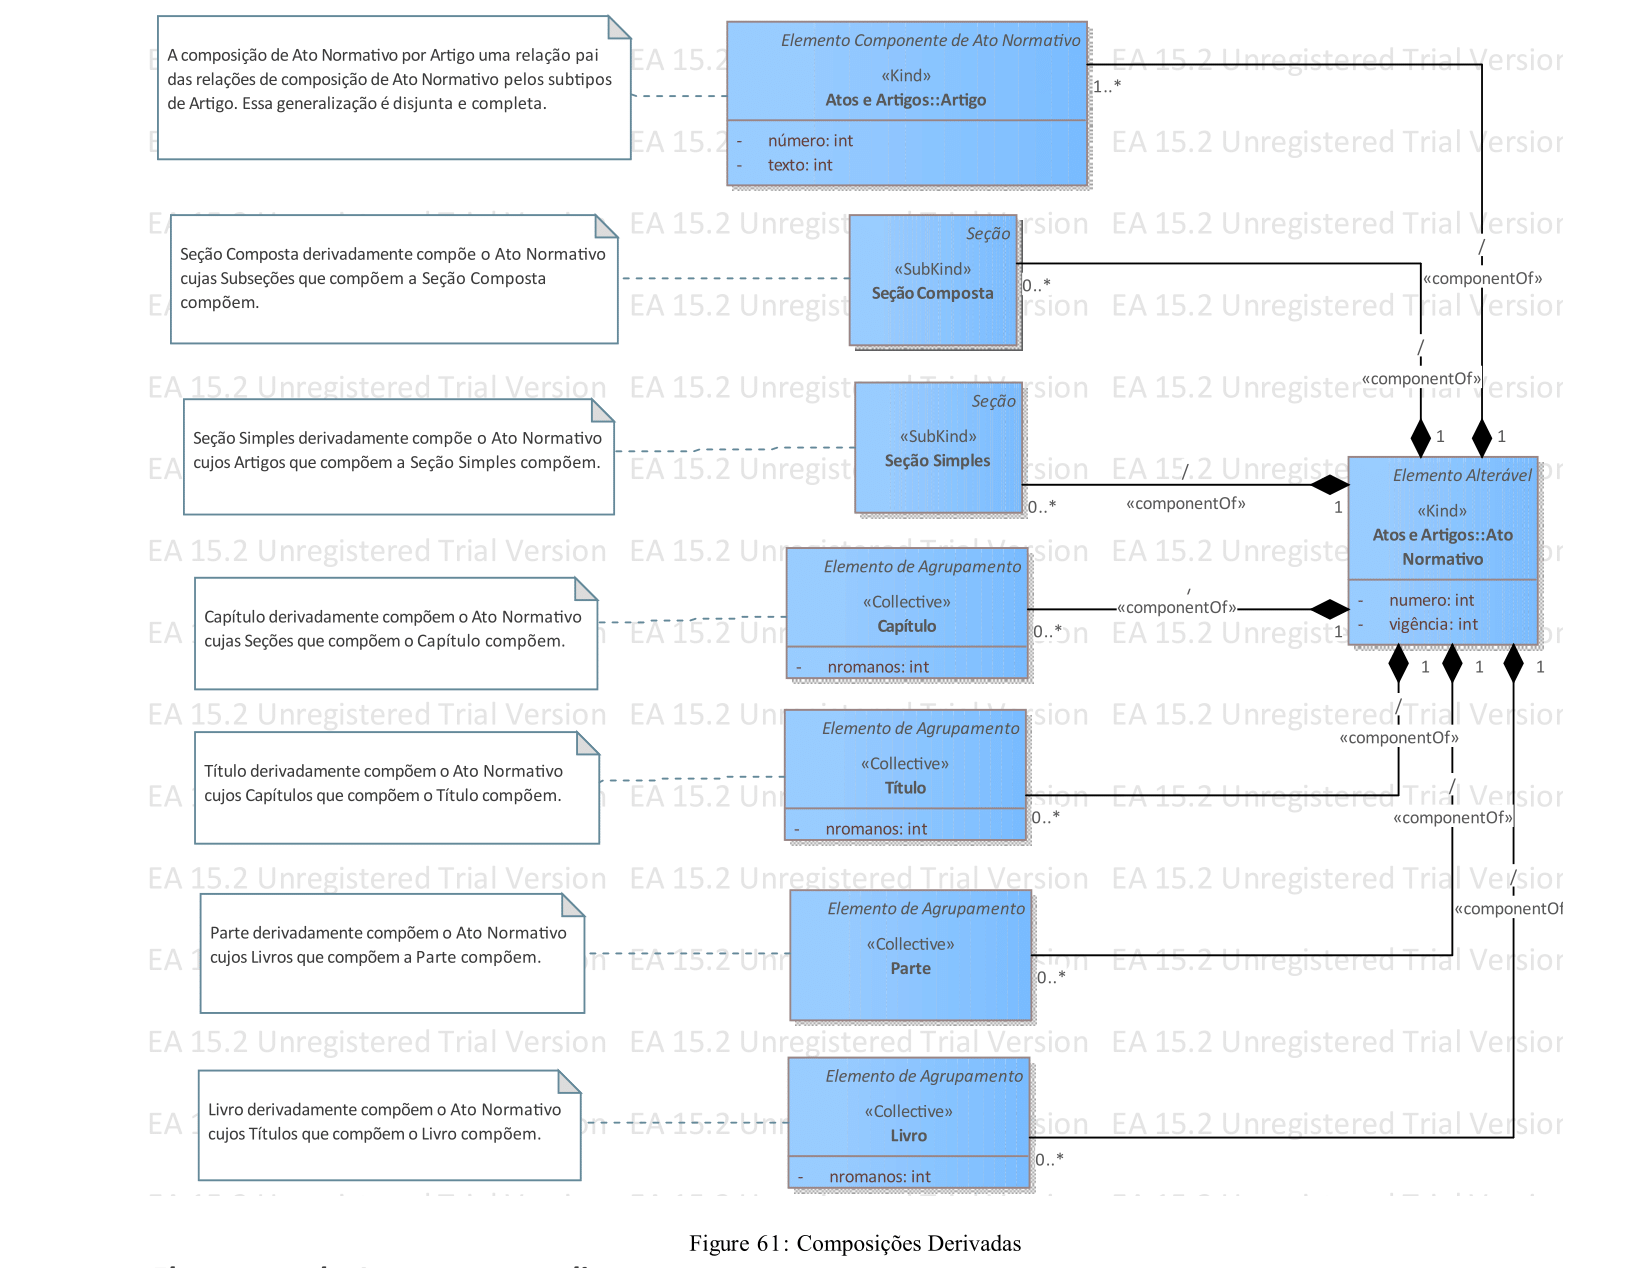 A composição de Ato Normativo por Artigo uma relação pai
das relações de composição de Ato Normativo pelos subtipos
de Artigo. Essa generalização é disjunta e completa.
Elemento Componente de Ato Normativo
«Kind»
Atos e Artigos::Artigo
- número: int
- texto: int
1..*
/
«componentOf»
1
Seção Composta derivadamente compõe o Ato Normativo
cujas Subseções que compõem a Seção Composta
compõem.
Seção
«SubKind»
Seção Composta
0..*
/
«componentOf»
1
Seção Simples derivadamente compõe o Ato Normativo
cujos Artigos que compõem a Seção Simples compõem.
Seção
«SubKind»
Seção Simples
0..*
/
«componentOf»
1
Elemento Alterável
«Kind»
Atos e Artigos::Ato
Normativo
- numero: int
- vigência: int
Capítulo derivadamente compõem o Ato Normativo
cujas Seções que compõem o Capítulo compõem.
Elemento de Agrupamento
«Collective»
Capítulo
- nromanos: int
0..*
«componentOf»
1
Título derivadamente compõem o Ato Normativo
cujos Capítulos que compõem o Título compõem.
Elemento de Agrupamento
«Collective»
Título
- nromanos: int
0..*
/
«componentOf»
1
Parte derivadamente compõem o Ato Normativo
cujos Livros que compõem a Parte compõem.
Elemento de Agrupamento
«Collective»
Parte
0..*
/
«componentOf»
1
Livro derivadamente compõem o Ato Normativo
cujos Títulos que compõem o Livro compõem.
Elemento de Agrupamento
«Collective»
Livro
- nromanos: int
0..*
/
«componentOf
1
EA 15.2 Unregistered Trial Version
Figure 61: Composições Derivadas